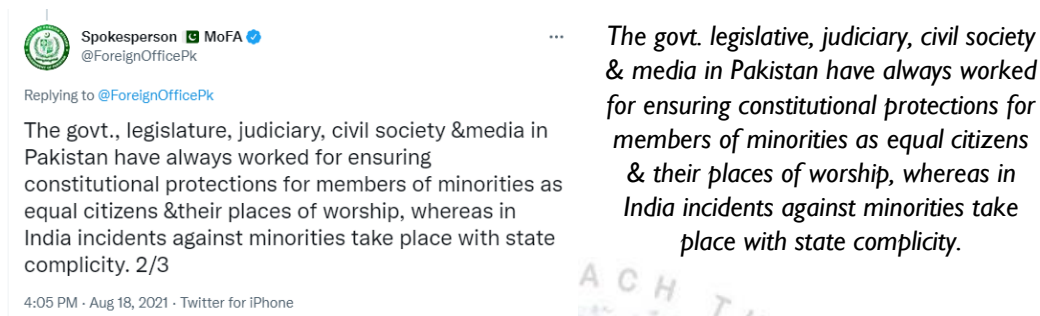 Spokesperson 🇵🇰 MoFA
@ForeignOfficePk
Replying to @ForeignOfficePk
The govt., legislature, judiciary, civil society &media in
Pakistan have always worked for ensuring
constitutional protections for members of minorities as
equal citizens &their places of worship, whereas in
India incidents against minorities take place with state
complicity. 2/3
4:05 PM · Aug 18, 2021 · Twitter for iPhone
The govt. legislative, judiciary, civil society
& media in Pakistan have always worked
for ensuring constitutional protections for
members of minorities as equal citizens
& their places of worship, whereas in
India incidents against minorities take
place with state complicity.
ACH